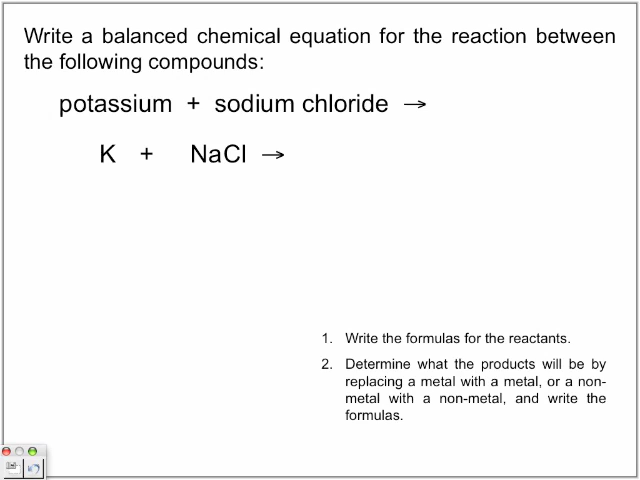 Write a balanced chemical equation for the reaction between
the following compounds:
potassium + sodium chloride →
K + NaCl →
1. Write the formulas for the reactants.
2. Determine what the products will be by
replacing a metal with a metal, or a non-
metal with a non-metal, and write the
formulas.